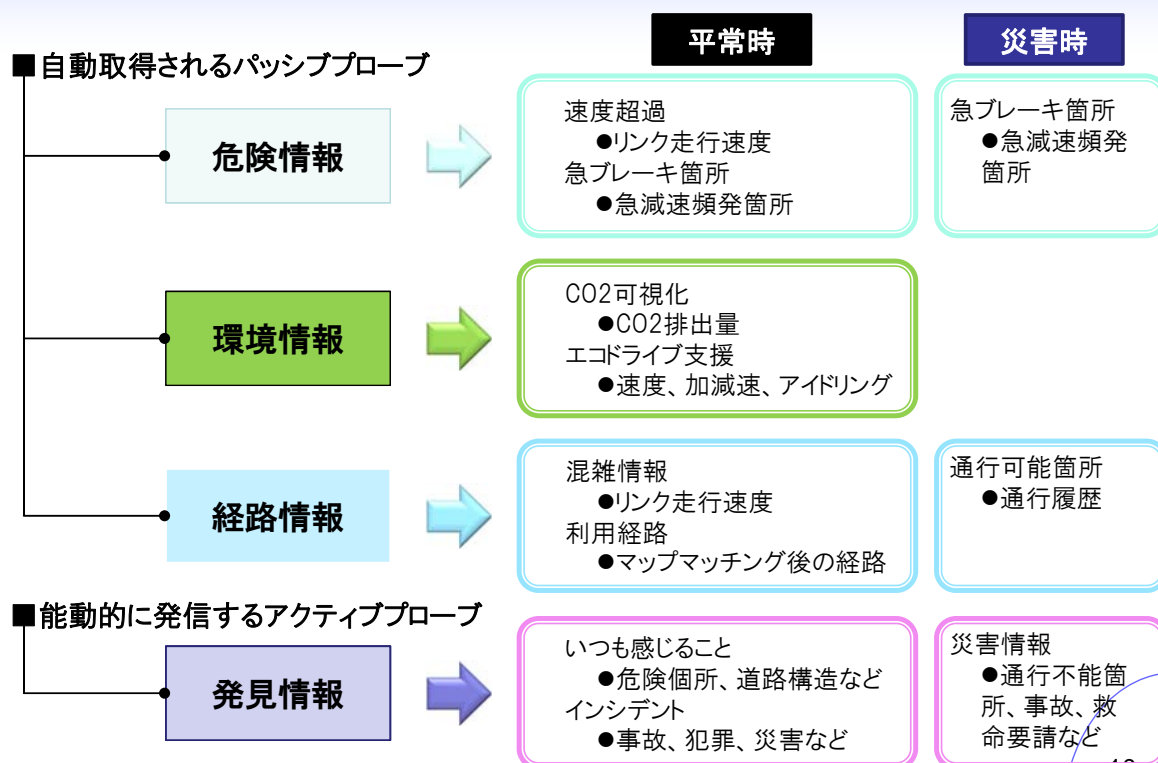 平常時
災害時
■自動取得されるパッシブプローブ
危険情報
速度超過
●リンク走行速度
急ブレーキ箇所
●急減速頻発箇所
急ブレーキ箇所
●急減速頻発
箇所
環境情報
CO2可視化
●CO2排出量
エコドライブ支援
●速度、加減速、アイドリング
経路情報
混雑情報
●リンク走行速度
利用経路
●マップマッチング後の経路
通行可能箇所
●通行履歴
■能動的に発信するアクティブプローブ
発見情報
いつも感じること
●危険個所、道路構造など
インシデント
●事故、犯罪、災害など
災害情報
●通行不能箇
所、事故、救
命要請など